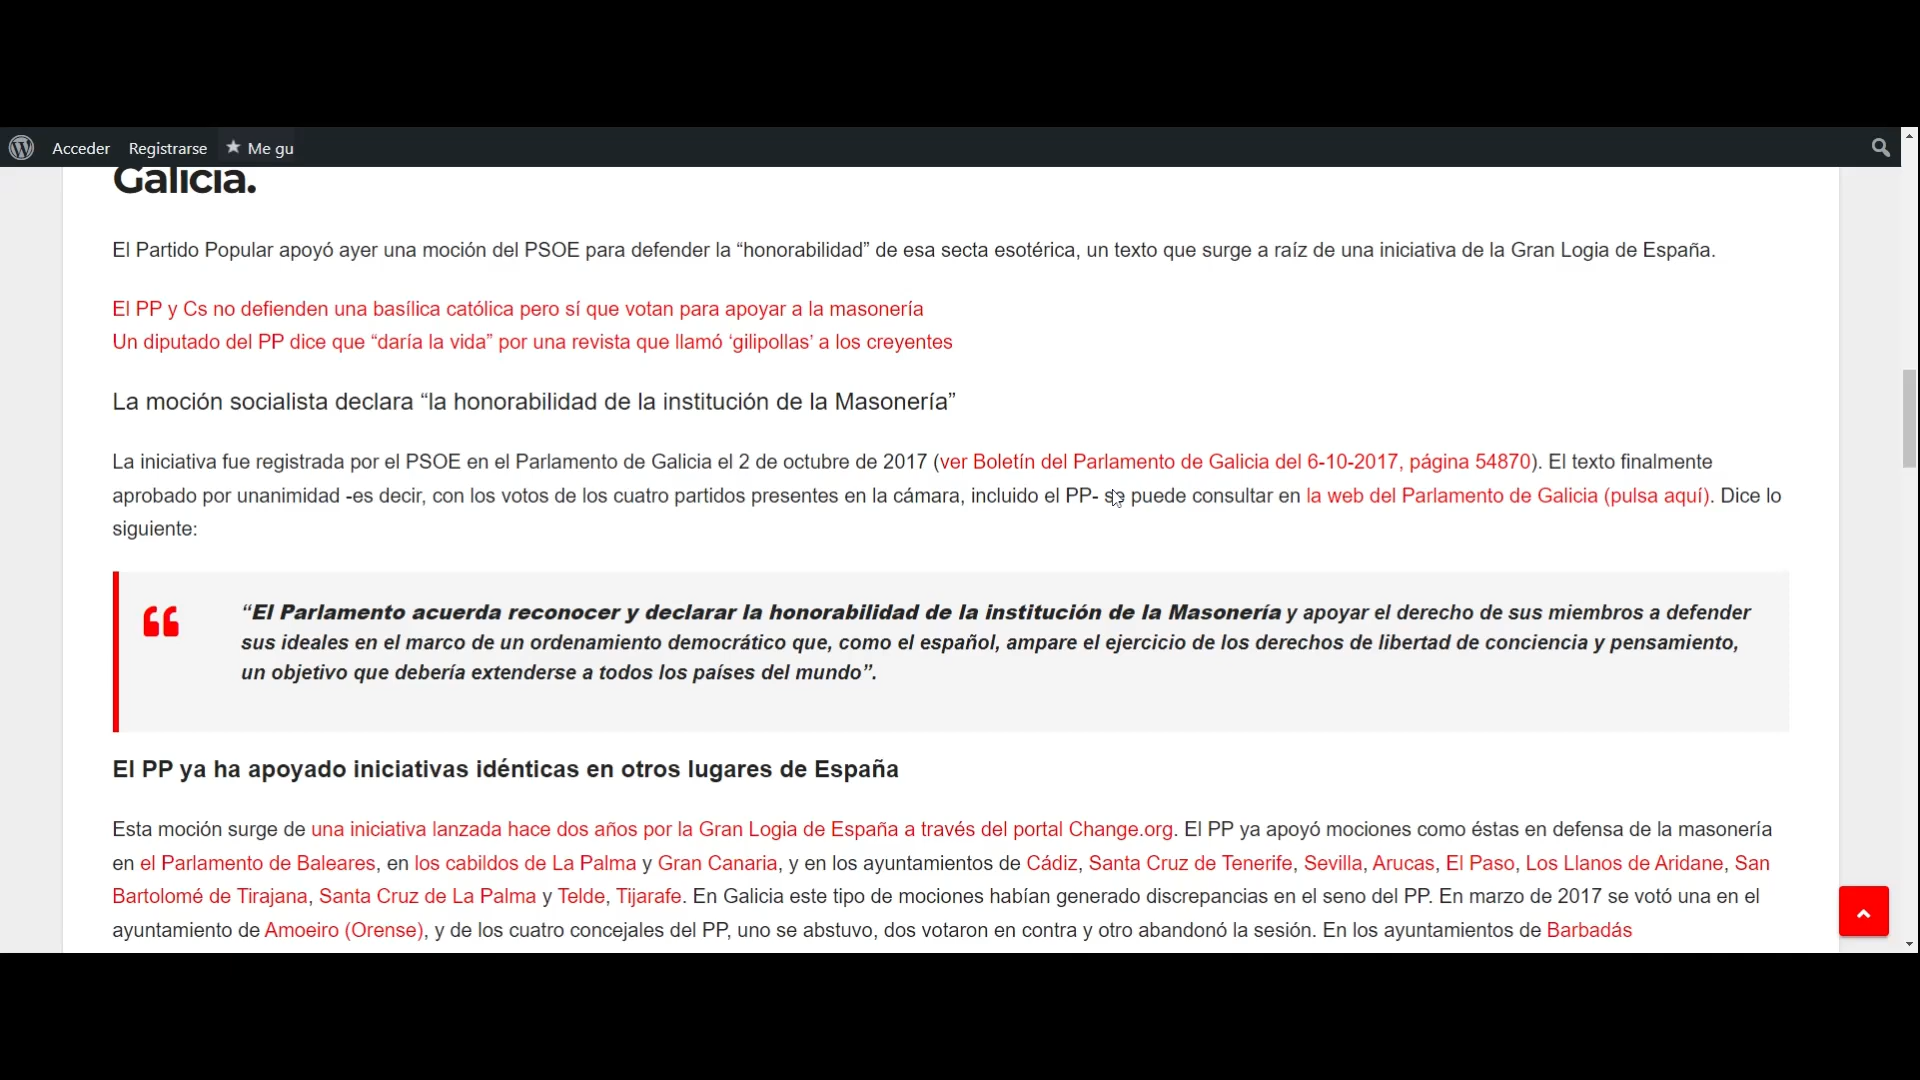 Acceder Registrarse Me gu
Galicia.
El Partido Popular apoyó ayer una moción del PSOE para defender la “honorabilidad” de esa secta esotérica, un texto que surge a raíz de una iniciativa de la Gran Logia de España.
El PP y Cs no defienden una basílica católica pero sí que votan para apoyar a la masonería
Un diputado del PP dice que “daría la vida” por una revista que llamó ‘gilipollas’ a los creyentes
La moción socialista declara “la honorabilidad de la institución de la Masonería”
La iniciativa fue registrada por el PSOE en el Parlamento de Galicia el 2 de octubre de 2017 (ver Boletín del Parlamento de Galicia del 6-10-2017, página 54870). El texto finalmente
aprobado por unanimidad -es decir, con los votos de los cuatro partidos presentes en la cámara, incluido el PP- se puede consultar en la web del Parlamento de Galicia (pulsa aquí). Dice lo
siguiente:
“El Parlamento acuerda reconocer y declarar la honorabilidad de la institución de la Masonería y apoyar el derecho de sus miembros a defender
sus ideales en el marco de un ordenamiento democrático que, como el español, ampare el ejercicio de los derechos de libertad de conciencia y pensamiento,
un objetivo que debería extenderse a todos los países del mundo”.
El PP ya ha apoyado iniciativas idénticas en otros lugares de España
Esta moción surge de una iniciativa lanzada hace dos años por la Gran Logia de España a través del portal Change.org. El PP ya apoyó mociones como éstas en defensa de la masonería
en el Parlamento de Baleares, en los cabildos de La Palma y Gran Canaria, y en los ayuntamientos de Cádiz, Santa Cruz de Tenerife, Sevilla, Arucas, El Paso, Los Llanos de Aridane, San
Bartolomé de Tirajana, Santa Cruz de La Palma y Telde, Tijarafe. En Galicia este tipo de mociones habían generado discrepancias en el seno del PP. En marzo de 2017 se votó una en el
ayuntamiento de Amoeiro (Orense), y de los cuatro concejales del PP, uno se abstuvo, dos votaron en contra y otro abandonó la sesión. En los ayuntamientos de Barbadás